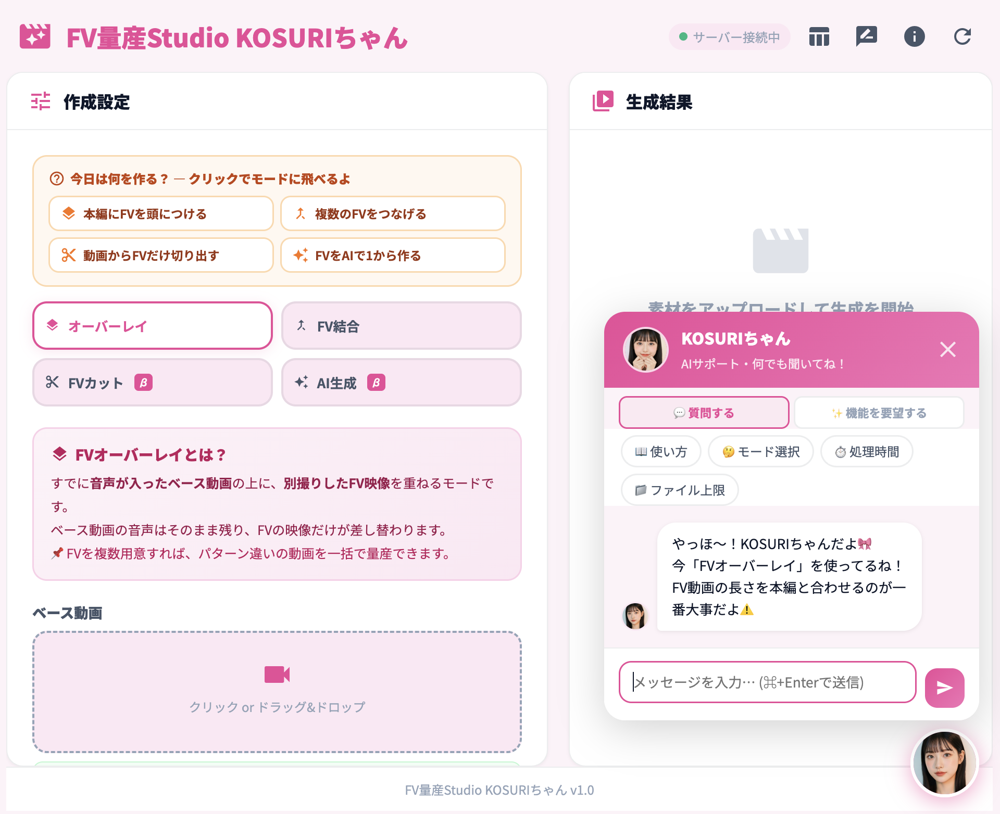 FV量産Studio KOSURIちゃん
サーバー接続中
作成設定
今日は何を作る？ — クリックでモードに飛べるよ
本編にFVを頭につける
複数のFVをつなげる
動画からFVだけ切り出す
FVをAIで1から作る
オーバーレイ
FV結合
FVカット β
AI生成 β
FVオーバーレイとは？
すでに音声が入ったベース動画の上に、別撮りしたFV映像を重ねるモードで
す。
ベース動画の音声はそのまま残り、FVの映像だけが差し替わります。
📌 FVを複数用意すれば、パターン違いの動画を一括で量産できます。
ベース動画
クリック or ドラッグ&ドロップ
生成結果
素材をアップロードして生成を開始
KOSURIちゃん
AIサポート・何でも聞いてね！
💬 質問する
✨ 機能を要望する
📖 使い方
🤔 モード選択
⏱️ 処理時間
📁 ファイル上限
やっほ〜！KOSURIちゃんだよ🎀
今「FVオーバーレイ」を使ってるね！
FV動画の長さを本編と合わせるのが一
番大事だよ⚠️
メッセージを入力… (⌘+Enterで送信)
FV量産Studio KOSURIちゃん v1.0